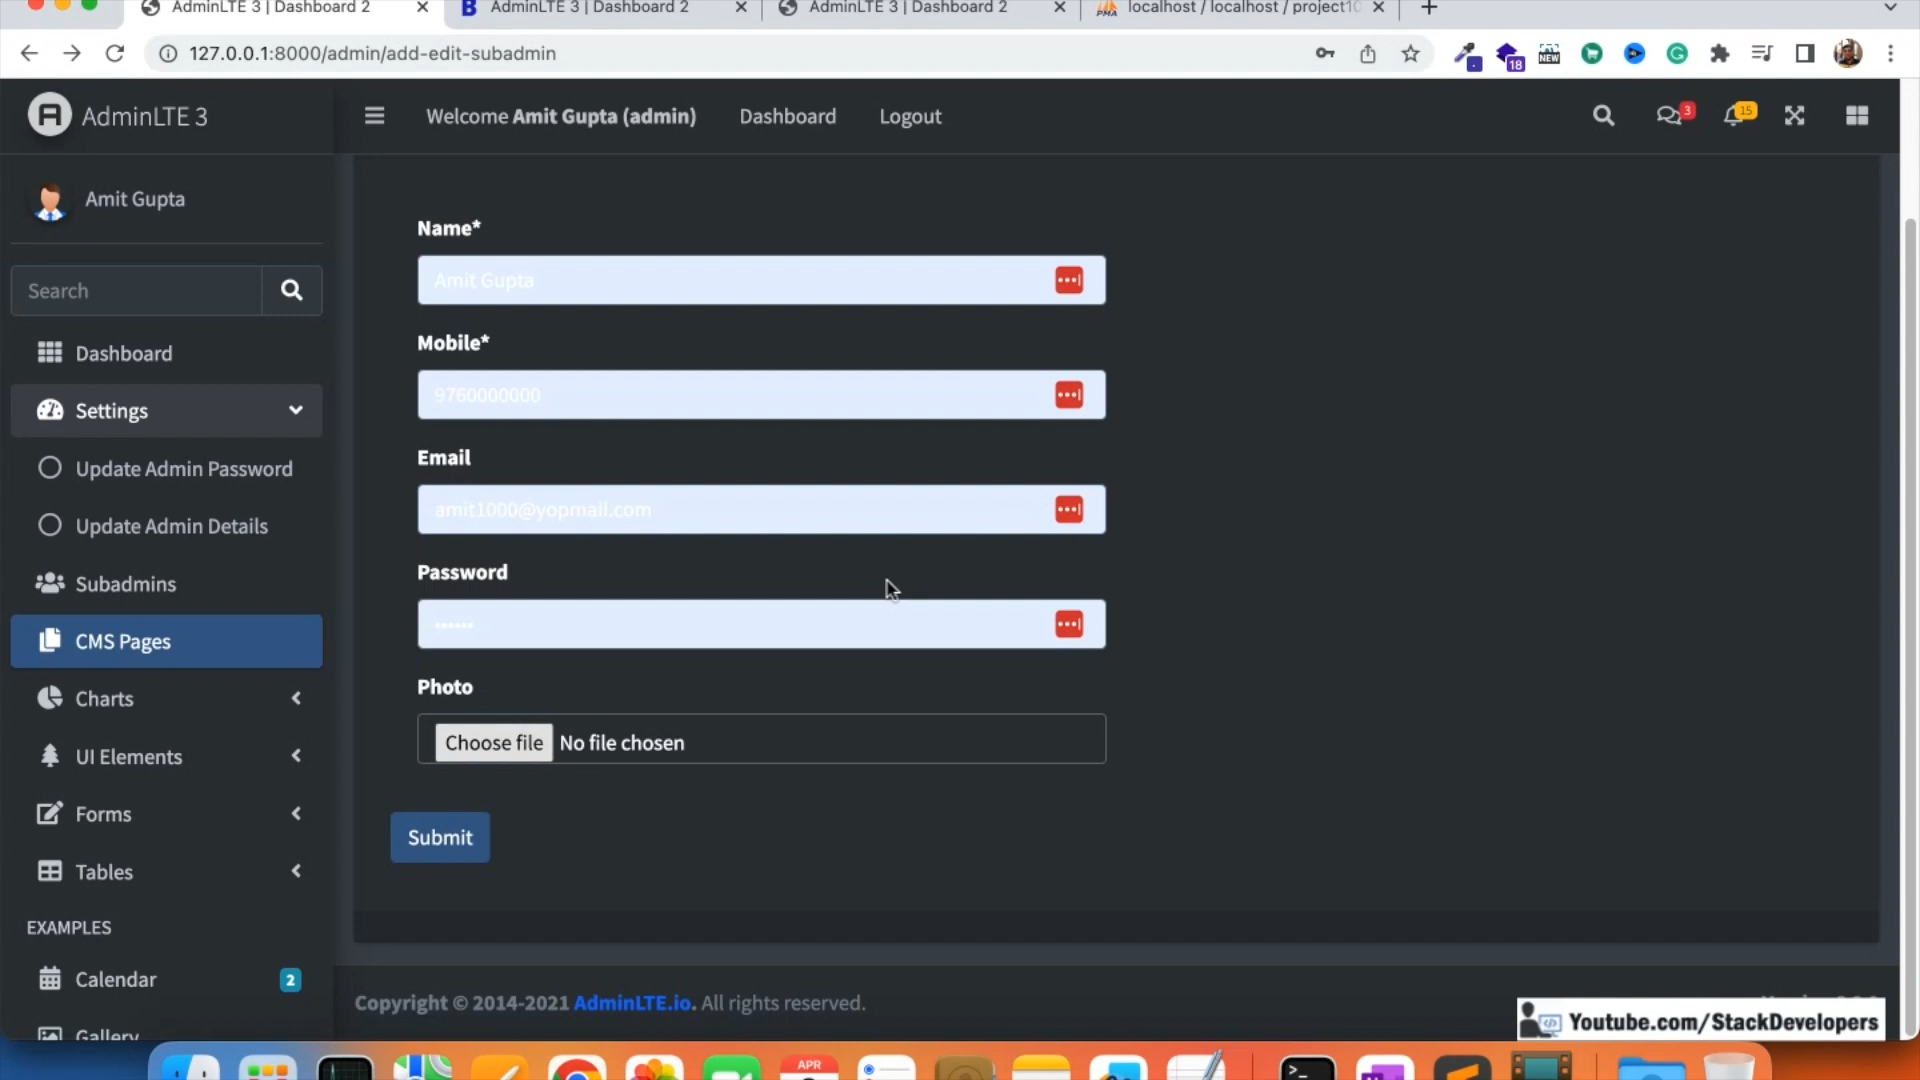 AdminLTE 3 | Dashboard 2
AdminLTE 3 | Dashboard 2
AdminLTE 3 | Dashboard 2
localhost / localhost / project10
127.0.0.1:8000/admin/add-edit-subadmin
18
NEW
AdminLTE 3
Welcome Amit Gupta (admin)
Dashboard
Logout
3
15
Amit Gupta
Search
Dashboard
Settings
Update Admin Password
Update Admin Details
Subadmins
CMS Pages
Charts
UI Elements
Forms
Tables
EXAMPLES
Calendar
2
Gallery
Name*
Amit Gupta
Mobile*
9760000000
Email
amit1000@yopmail.com
Password
••••••
Photo
Choose file No file chosen
Submit
Copyright © 2014-2021 AdminLTE.io. All rights reserved.
Youtube.com/StackDevelopers
APR